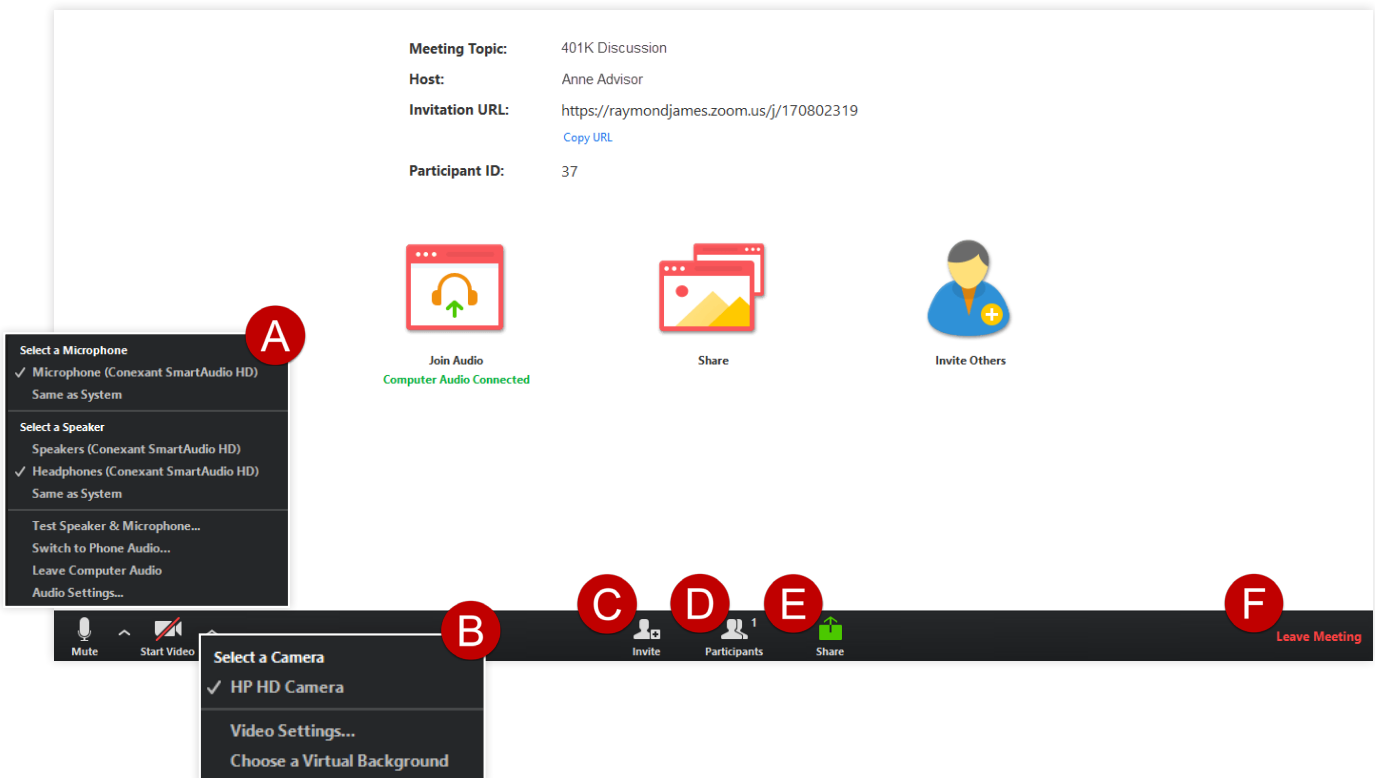 Meeting Topic: 401K Discussion
Host: Anne Advisor
Invitation URL: https://raymondjames.zoom.us/j/170802319
Copy URL
Participant ID: 37
Join Audio
Computer Audio Connected
Share
Invite Others
A
Select a Microphone
Microphone (Conexant SmartAudio HD)
Same as System
Select a Speaker
Speakers (Conexant SmartAudio HD)
Headphones (Conexant SmartAudio HD)
Same as System
Test Speaker & Microphone...
Switch to Phone Audio...
Leave Computer Audio
Audio Settings...
Mute
Start Video
B
Select a Camera
HP HD Camera
Video Settings...
Choose a Virtual Background
C
Invite
D
1
Participants
E
Share
F
Leave Meeting